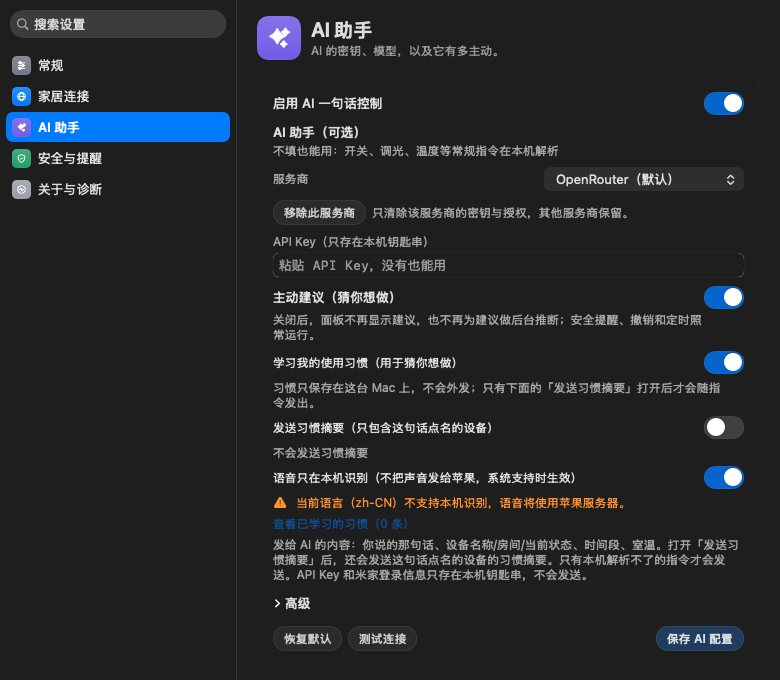 搜索设置
常规
家居连接
AI 助手
安全与提醒
关于与诊断
AI 助手
AI 的密钥、模型，以及它有多主动。
启用 AI 一句话控制
AI 助手（可选）
不填也能用：开关、调光、温度等常规指令在本机解析
服务商
OpenRouter（默认）
移除此服务商 只清除该服务商的密钥与授权，其他服务商保留。
API Key（只存在本机钥匙串）
粘贴 API Key，没有也能用
主动建议（猜你想做）
关闭后，面板不再显示建议，也不再为建议做后台推断；安全提醒、撤销和定时照
常运行。
学习我的使用习惯（用于猜你想做）
习惯只保存在这台 Mac 上，不会外发；只有下面的「发送习惯摘要」打开后才会随指
令发出。
发送习惯摘要（只包含这句话点名的设备）
不会发送习惯摘要
语音只在本机识别（不把声音发给苹果，系统支持时生效）
当前语言（zh-CN）不支持本机识别，语音将使用苹果服务器。
查看已学习的习惯（0 条）
发给 AI 的内容：你说的那句话、设备名称/房间/当前状态、时间段、室温。打开「发送习
惯摘要」后，还会发送这句话点名的设备的习惯摘要。只有本机解析不了的指令才会发
送。API Key 和米家登录信息只存在本机钥匙串，不会发送。
高级
恢复默认 测试连接 保存 AI 配置